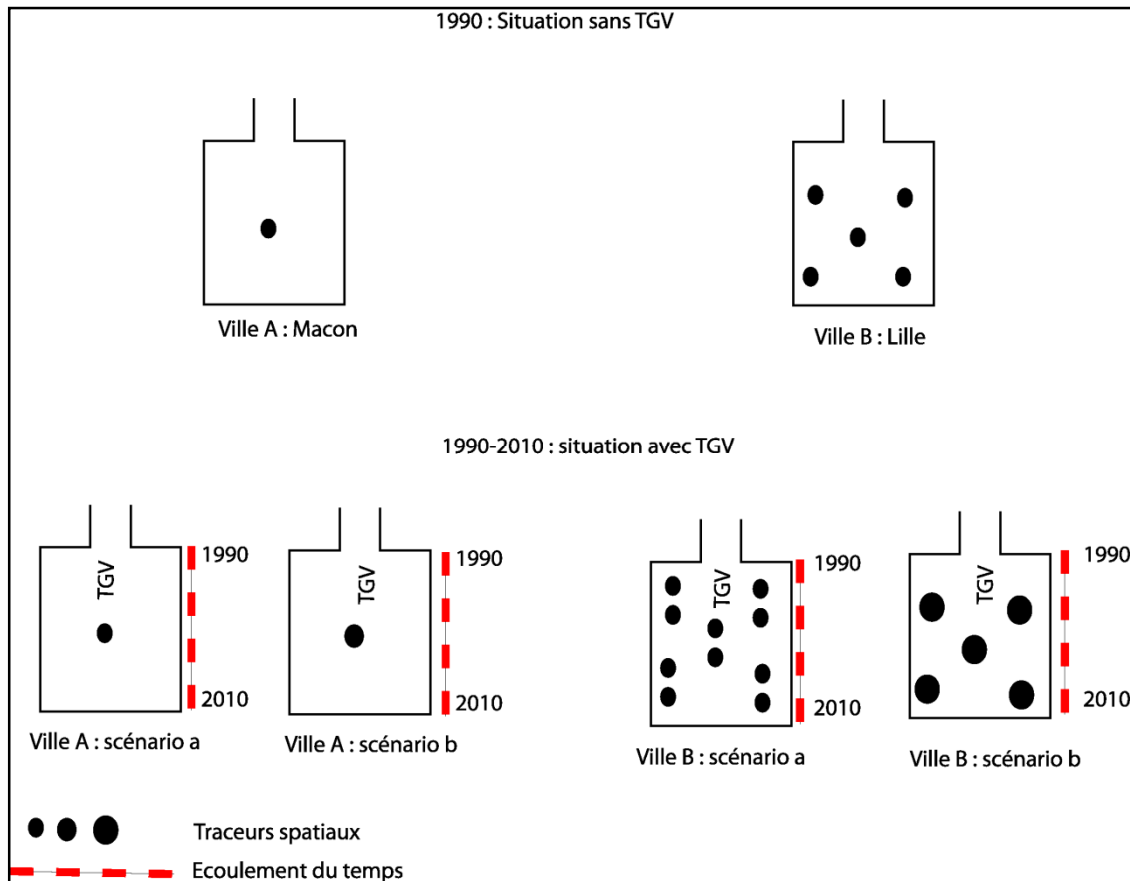 1990 : Situation sans TGV
Ville A : Macon
Ville B : Lille
1990-2010 : situation avec TGV
TGV
1990
2010
Ville A : scénario a
TGV
1990
2010
Ville A : scénario b
TGV
1990
2010
Ville B : scénario a
TGV
1990
2010
Ville B : scénario b
Traceurs spatiaux
Ecoulement du temps